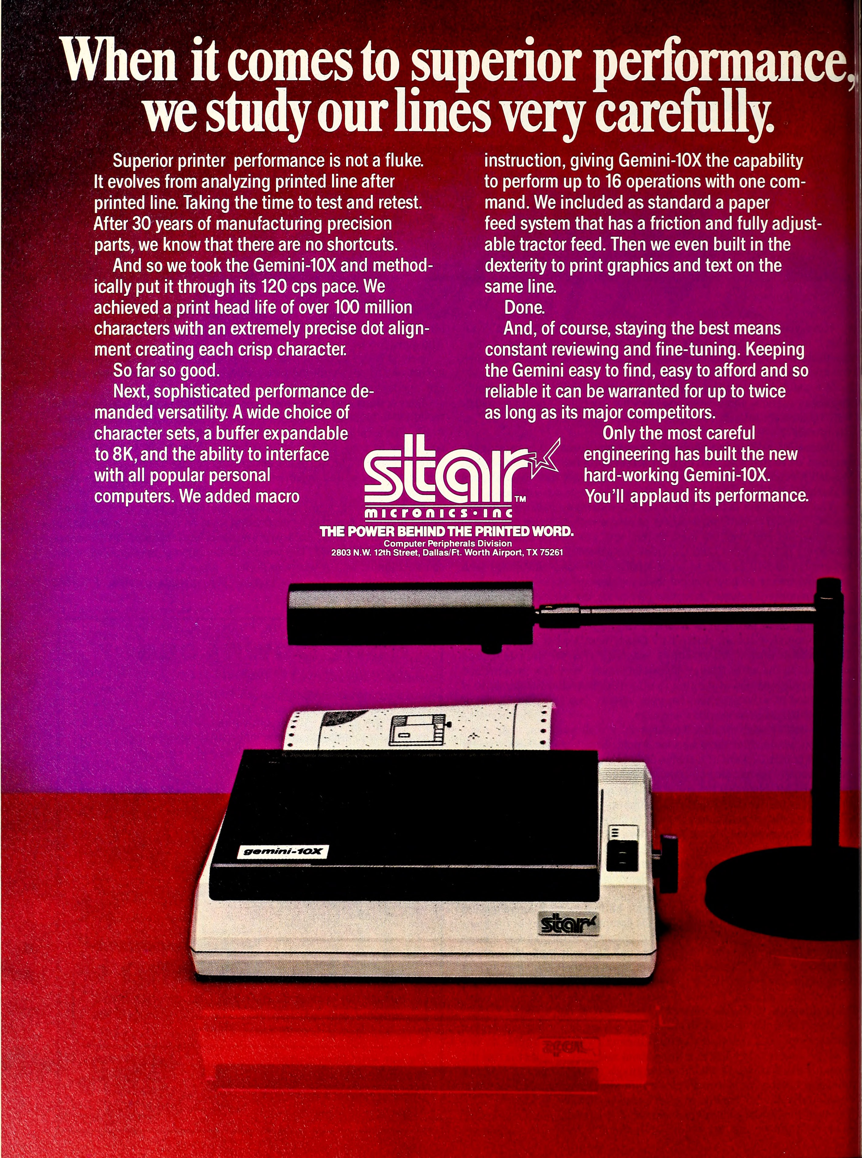 When it comes to superior performance,
we study our lines very carefully.
Superior printer performance is not a fluke.
It evolves from analyzing printed line after
printed line. Taking the time to test and retest.
After 30 years of manufacturing precision
parts, we know that there are no shortcuts.
And so we took the Gemini-10X and method-
ically put it through its 120 cps pace. We
achieved a print head life of over 100 million
characters with an extremely precise dot align-
ment creating each crisp character.
So far so good.
Next, sophisticated performance de-
manded versatility. A wide choice of
character sets, a buffer expandable
to 8K, and the ability to interface
with all popular personal
computers. We added macro
instruction, giving Gemini-10X the capability
to perform up to 16 operations with one com-
mand. We included as standard a paper
feed system that has a friction and fully adjust-
able tractor feed. Then we even built in the
dexterity to print graphics and text on the
same line.
Done.
And, of course, staying the best means
constant reviewing and fine-tuning. Keeping
the Gemini easy to find, easy to afford and so
reliable it can be warranted for up to twice
as long as its major competitors.
Only the most careful
engineering has built the new
hard-working Gemini-10X.
You'll applaud its performance.
star™
micronics•inc
THE POWER BEHIND THE PRINTED WORD.
Computer Peripherals Division
2803 N.W. 12th Street, Dallas/Ft. Worth Airport, TX 75261
gemini-10X
star